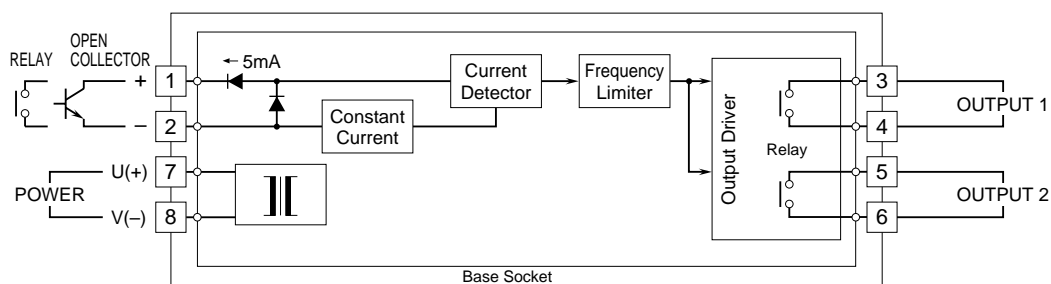 RELAY
OPEN
COLLECTOR
+
–
1
2
← 5mA
Constant
Current
Current
Detector
Frequency
Limiter
Output Driver
Relay
3
4
OUTPUT 1
5
6
OUTPUT 2
POWER
U(+)
V(–)
7
8
Base Socket